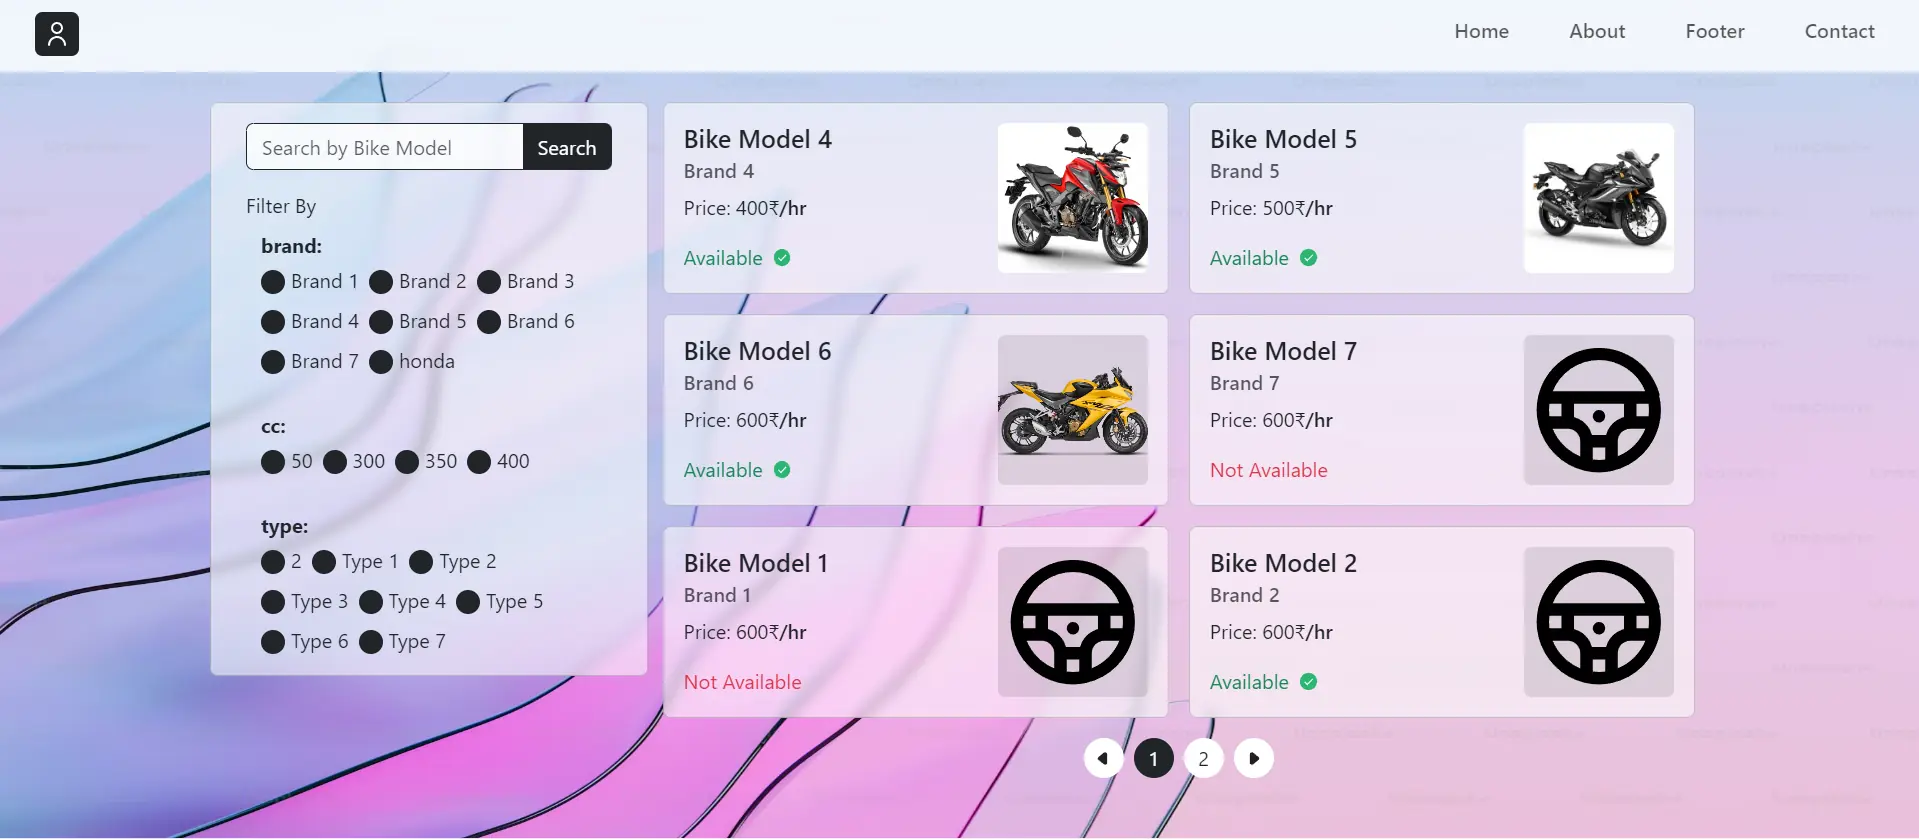 Home About Footer Contact
Search by Bike Model Search
Filter By
brand:
Brand 1 Brand 2 Brand 3
Brand 4 Brand 5 Brand 6
Brand 7 honda
cc:
50 300 350 400
type:
2 Type 1 Type 2
Type 3 Type 4 Type 5
Type 6 Type 7
Bike Model 4
Brand 4
Price: 400₹/hr
Available
Bike Model 5
Brand 5
Price: 500₹/hr
Available
Bike Model 6
Brand 6
Price: 600₹/hr
Available
Bike Model 7
Brand 7
Price: 600₹/hr
Not Available
Bike Model 1
Brand 1
Price: 600₹/hr
Not Available
Bike Model 2
Brand 2
Price: 600₹/hr
Available
1 2